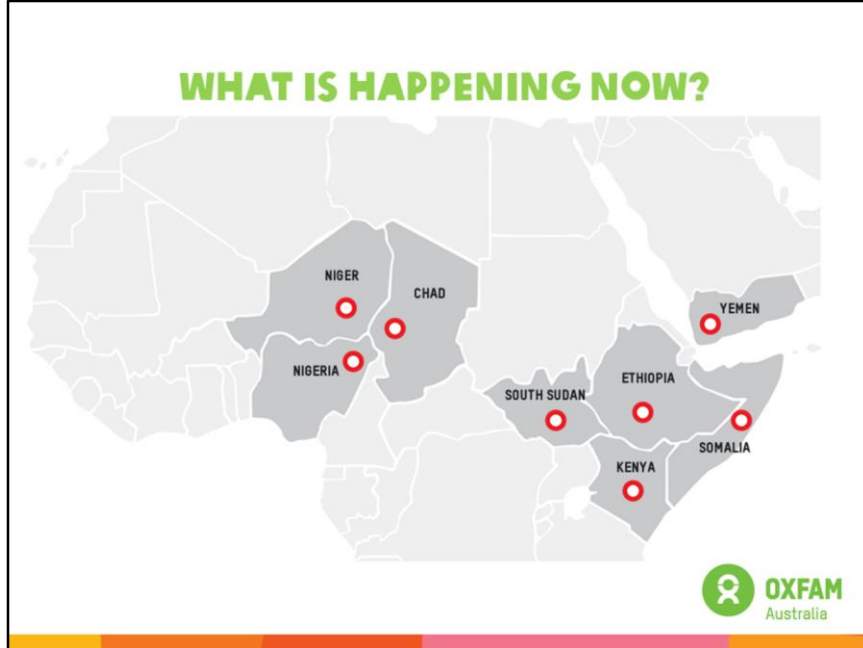 WHAT IS HAPPENING NOW?
NIGER
CHAD
YEMEN
NIGERIA
ETHIOPIA
SOUTH SUDAN
SOMALIA
KENYA
OXFAM
Australia